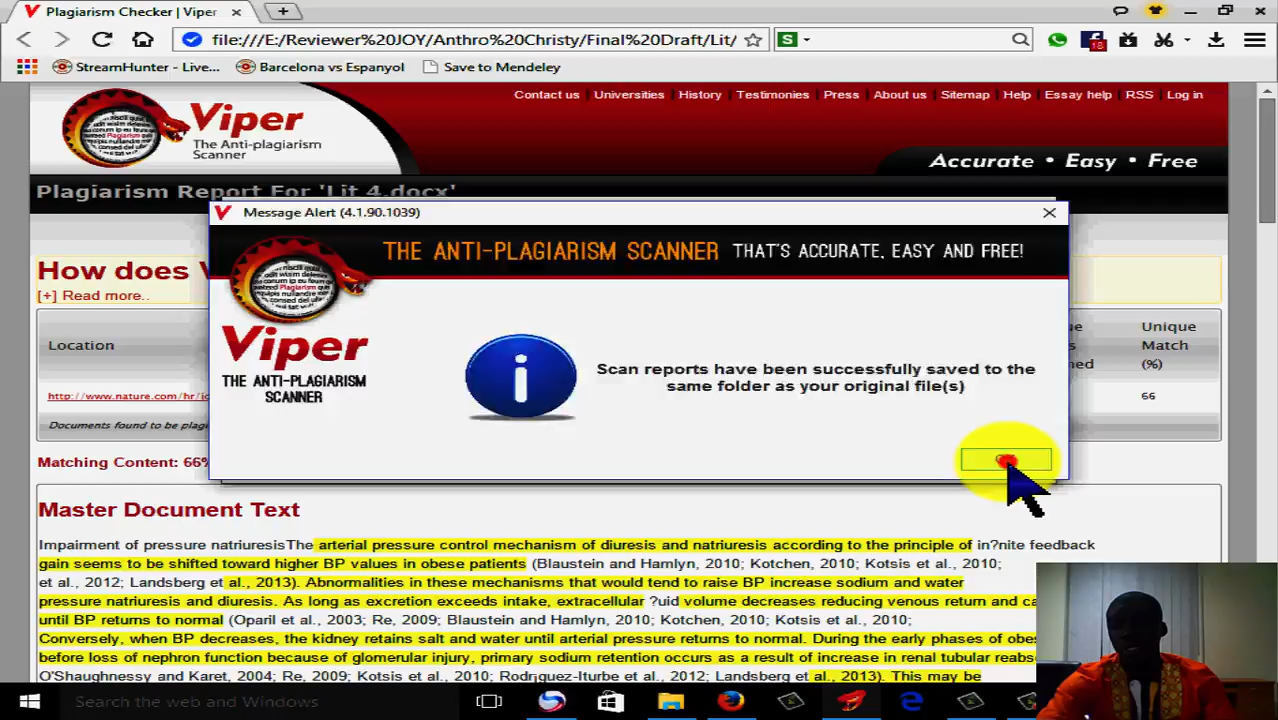 Plagiarism Checker | Viper
file:///E:/Reviewer%20JOY/Anthro%20Christy/Final%20Draft/Lit/
S
18
StreamHunter - Live...
Barcelona vs Espanyol
Save to Mendeley
Contact us | Universities | History | Testimonies | Press | About us | Sitemap | Help | Essay help | RSS | Log in
Viper
The Anti-plagiarism
Scanner
Accurate • Easy • Free
Plagiarism Report For 'Lit 4.docx'
Message Alert (4.1.90.1039)
THE ANTI-PLAGIARISM SCANNER THAT'S ACCURATE, EASY AND FREE!
How does
[+] Read more..
Viper
THE ANTI-PLAGIARISM
SCANNER
Scan reports have been successfully saved to the
same folder as your original file(s)
Location
Unique
Match
(%)
http://www.nature.com/hr/jo
66
Documents found to be plag
Matching Content: 66%
Master Document Text
Impairment of pressure natriuresisThe arterial pressure control mechanism of diuresis and natriuresis according to the principle of in?nite feedback
gain seems to be shifted toward higher BP values in obese patients (Blaustein and Hamlyn, 2010; Kotchen, 2010; Kotsis et al., 2010;
et al., 2012; Landsberg et al., 2013). Abnormalities in these mechanisms that would tend to raise BP increase sodium and water
pressure natriuresis and diuresis. As long as excretion exceeds intake, extracellular ?uid volume decreases reducing venous return and ca
until BP returns to normal (Oparil et al., 2003; Re, 2009; Blaustein and Hamlyn, 2010; Kotchen, 2010; Kotsis et al., 2010;
Conversely, when BP decreases, the kidney retains salt and water until arterial pressure returns to normal. During the early phases of obes
before loss of nephron function because of glomerular injury, primary sodium retention occurs as a result of increase in renal tubular reabs
O'Shaughnessy and Karet, 2004; Re, 2009; Kotsis et al., 2010; Rodr¡guez-Iturbe et al., 2012; Landsberg et al., 2013). This may be
Search the web and Windows